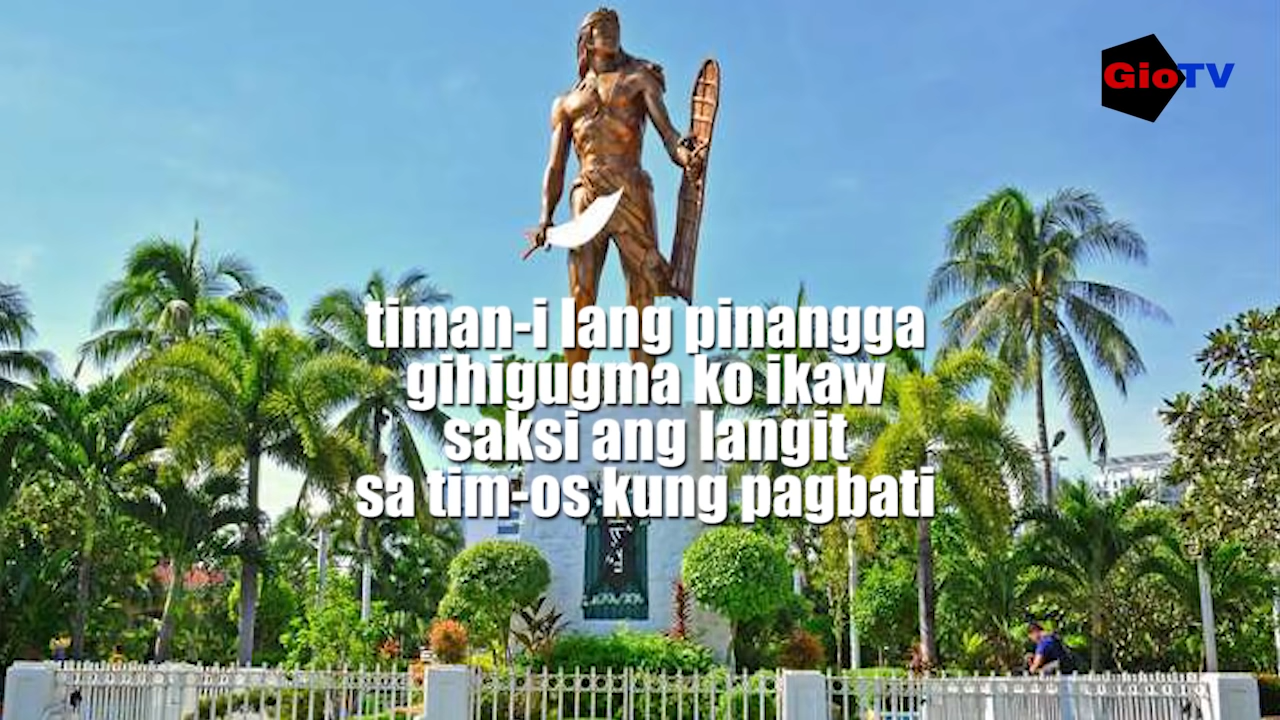 GioTV
timan-i lang pinangga
gihigugma ko ikaw
saksi ang langit
sa tim-os kung pagbati